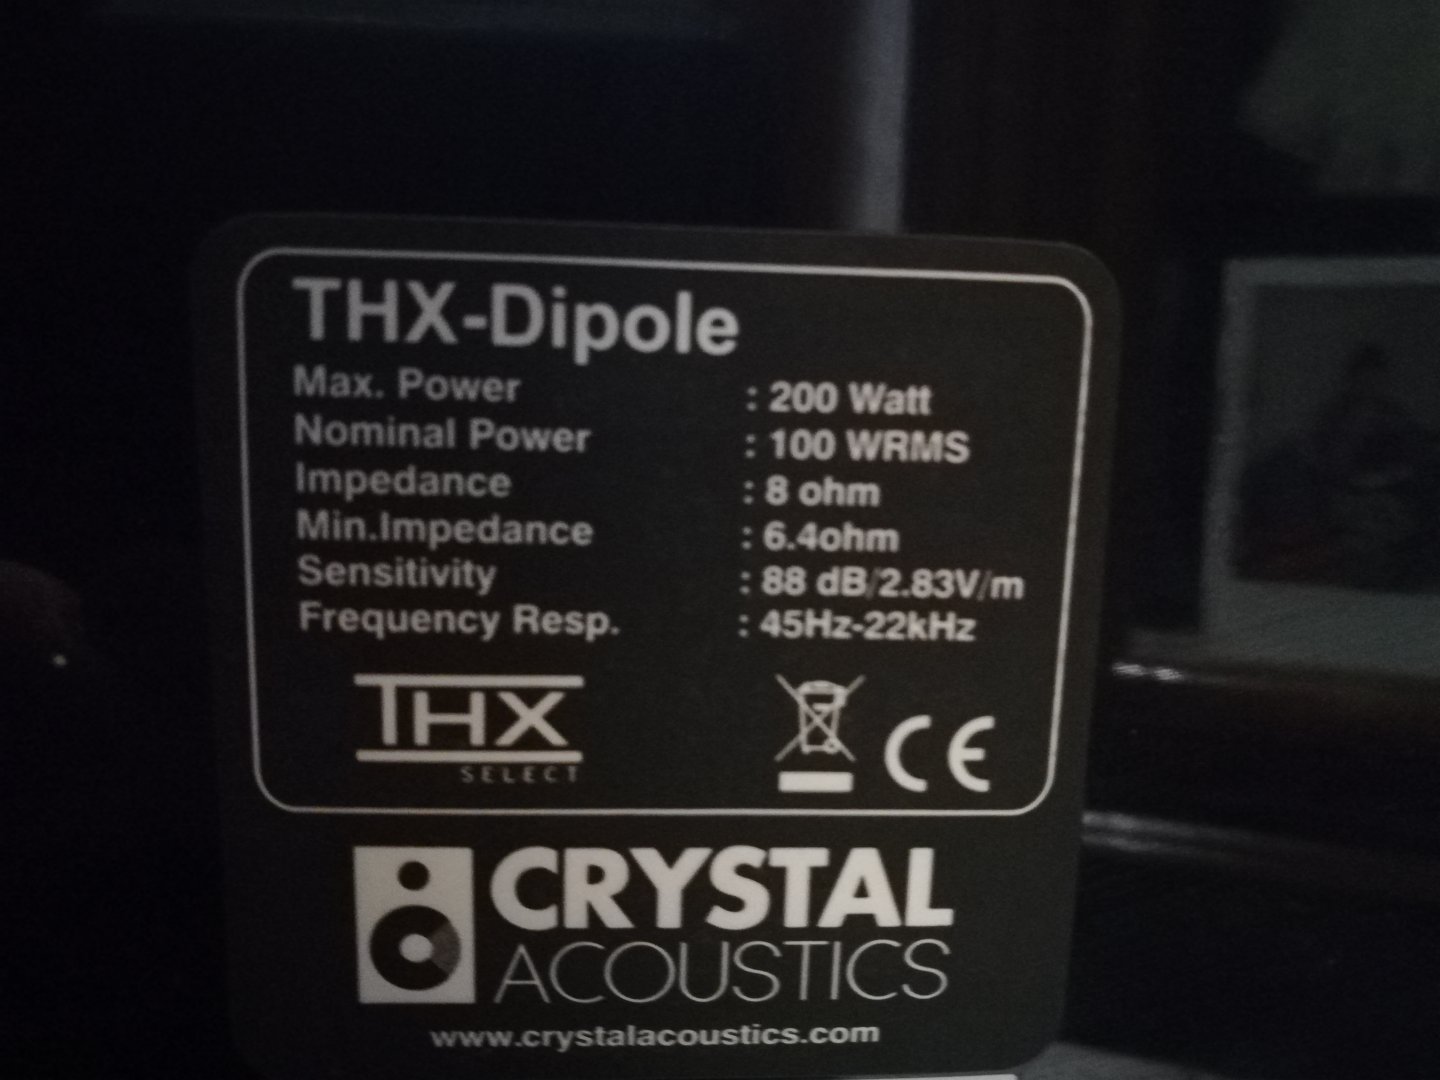 THX-Dipole
Max. Power : 200 Watt
Nominal Power : 100 WRMS
Impedance : 8 ohm
Min.Impedance : 6.4ohm
Sensitivity : 88 dB/2.83V/m
Frequency Resp. : 45Hz-22kHz
THX
SELECT
CE
CRYSTAL
ACOUSTICS
www.crystalacoustics.com